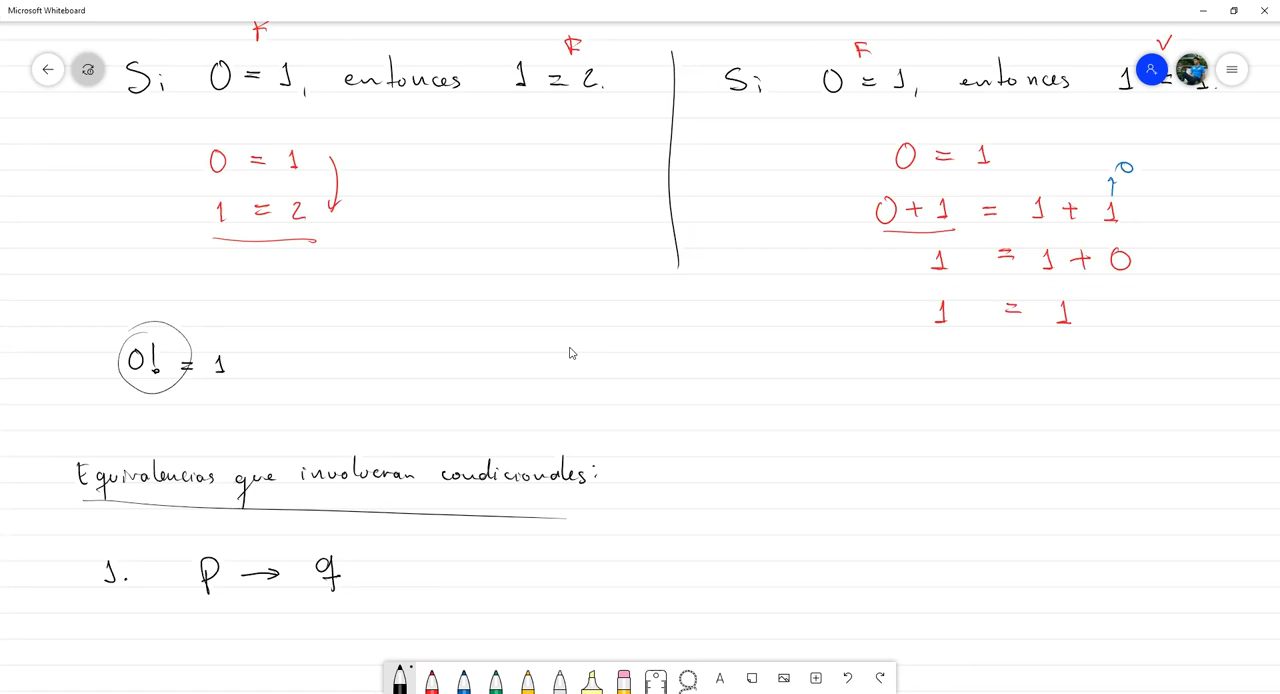 Microsoft Whiteboard
F F
Si 0 = 1, entonces 1 = 2.
0 = 1
1 = 2
F V
Si 0 = 1, entonces 1 = 1.
0 = 1
0
0 + 1 = 1 + 1
1 = 1 + 0
1 = 1
0! = 1
Equivalencias que involucran condicionales:
1. p → q
A